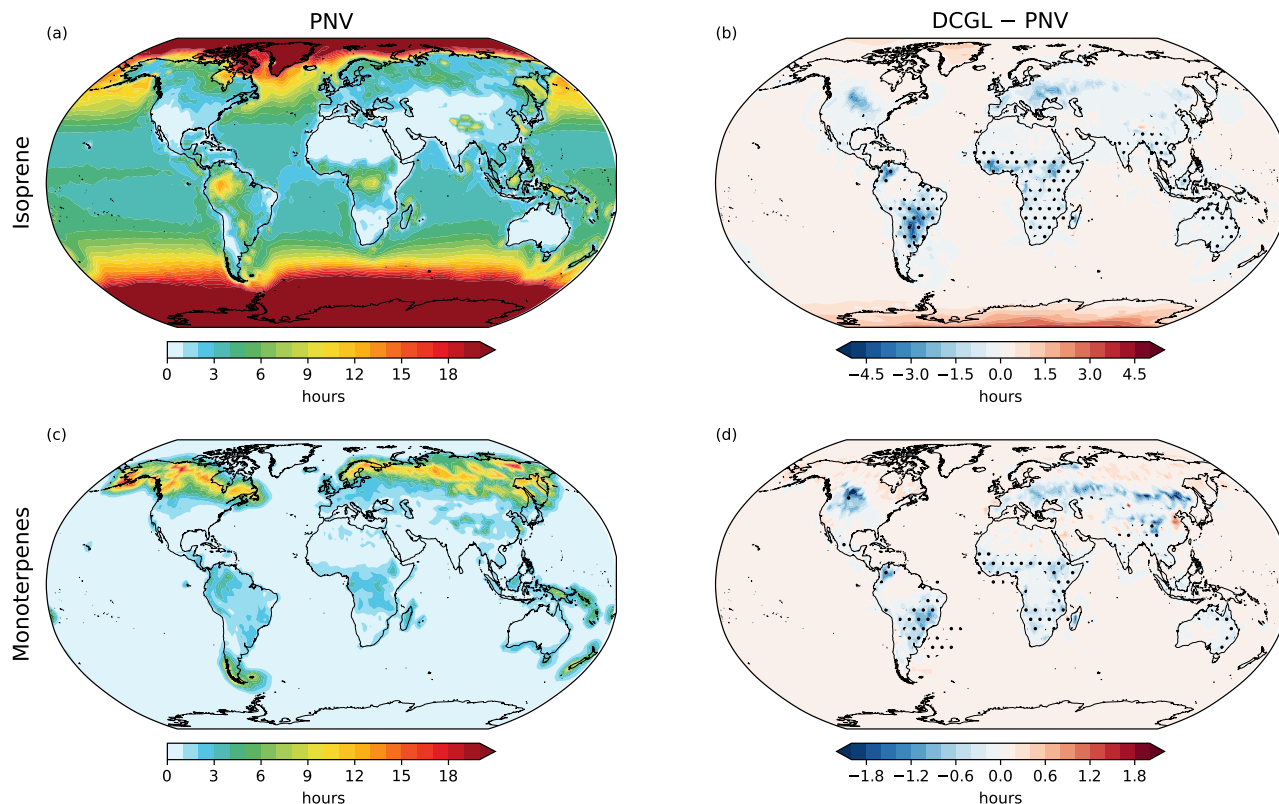 PNV
DCGL − PNV
(a)
(b)
Isoprene
0 3 6 9 12 15 18
hours
−4.5 −3.0 −1.5 0.0 1.5 3.0 4.5
hours
(c)
(d)
Monoterpenes
0 3 6 9 12 15 18
hours
−1.8 −1.2 −0.6 0.0 0.6 1.2 1.8
hours